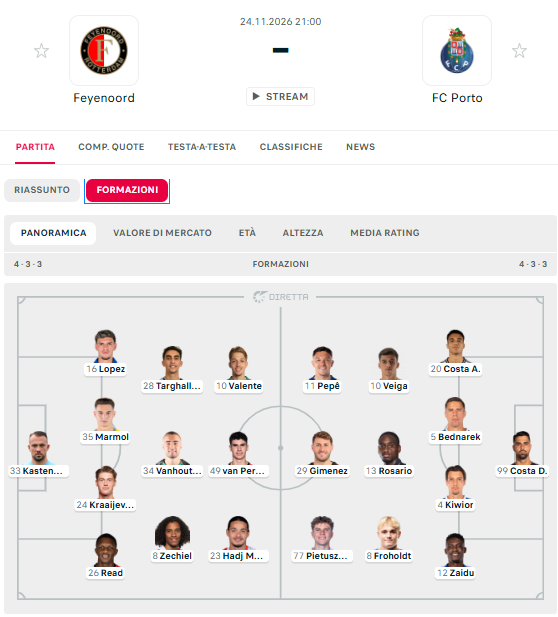 24.11.2026 21:00
FEYENOORD
ROTTERDAM
F
-
F C P
Feyenoord
FC Porto
STREAM
PARTITA COMP. QUOTE TESTA-A-TESTA CLASSIFICHE NEWS
RIASSUNTO FORMAZIONI
PANORAMICA VALORE DI MERCATO ETÀ ALTEZZA MEDIA RATING
4 - 3 - 3 FORMAZIONI 4 - 3 - 3
DIRETTA
16 Lopez
20 Costa A.
28 Targhall...
10 Valente
11 Pepê
10 Veiga
35 Marmol
5 Bednarek
33 Kasten...
34 Vanhout...
49 van Per...
29 Gimenez
13 Rosario
99 Costa D.
24 Kraaijev...
4 Kiwior
8 Zechiel
23 Hadj M...
77 Pietusz...
8 Froholdt
26 Read
12 Zaidu